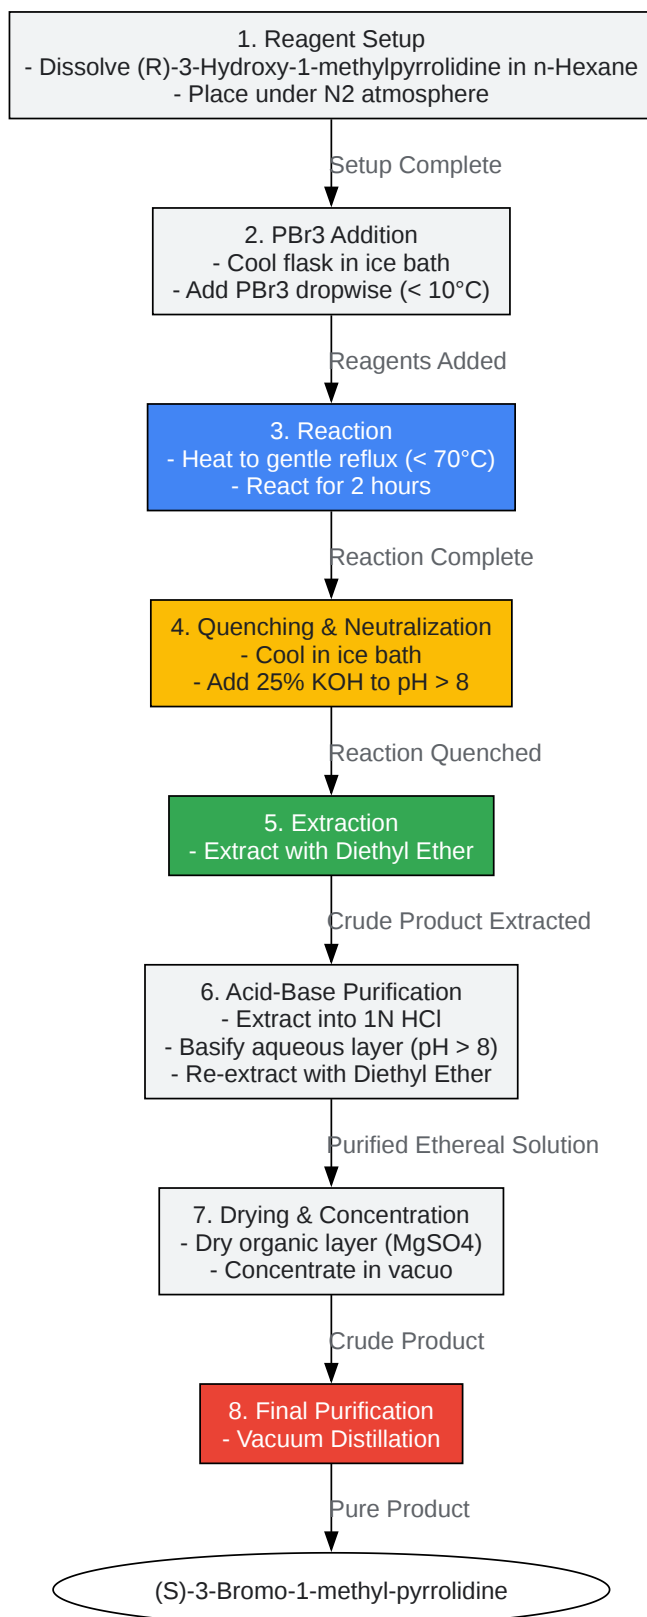 1. Reagent Setup
- Dissolve (R)-3-Hydroxy-1-methylpyrrolidine in n-Hexane
- Place under N2 atmosphere
Setup Complete
2. PBr3 Addition
- Cool flask in ice bath
- Add PBr3 dropwise (< 10°C)
Reagents Added
3. Reaction
- Heat to gentle reflux (< 70°C)
- React for 2 hours
Reaction Complete
4. Quenching & Neutralization
- Cool in ice bath
- Add 25% KOH to pH > 8
Reaction Quenched
5. Extraction
- Extract with Diethyl Ether
Crude Product Extracted
6. Acid-Base Purification
- Extract into 1N HCl
- Basify aqueous layer (pH > 8)
- Re-extract with Diethyl Ether
Purified Ethereal Solution
7. Drying & Concentration
- Dry organic layer (MgSO4)
- Concentrate in vacuo
Crude Product
8. Final Purification
- Vacuum Distillation
Pure Product
(S)-3-Bromo-1-methyl-pyrrolidine